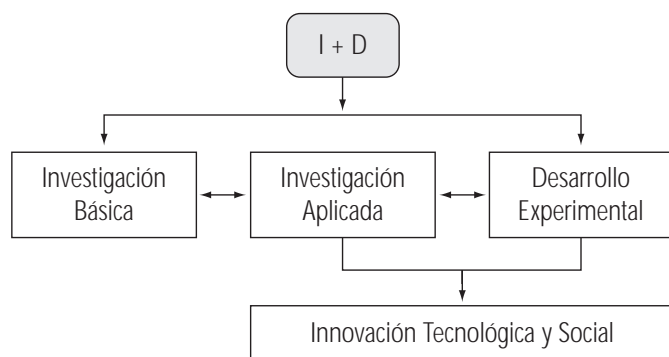 I + D
Investigación
Básica
Investigación
Aplicada
Desarrollo
Experimental
Innovación Tecnológica y Social